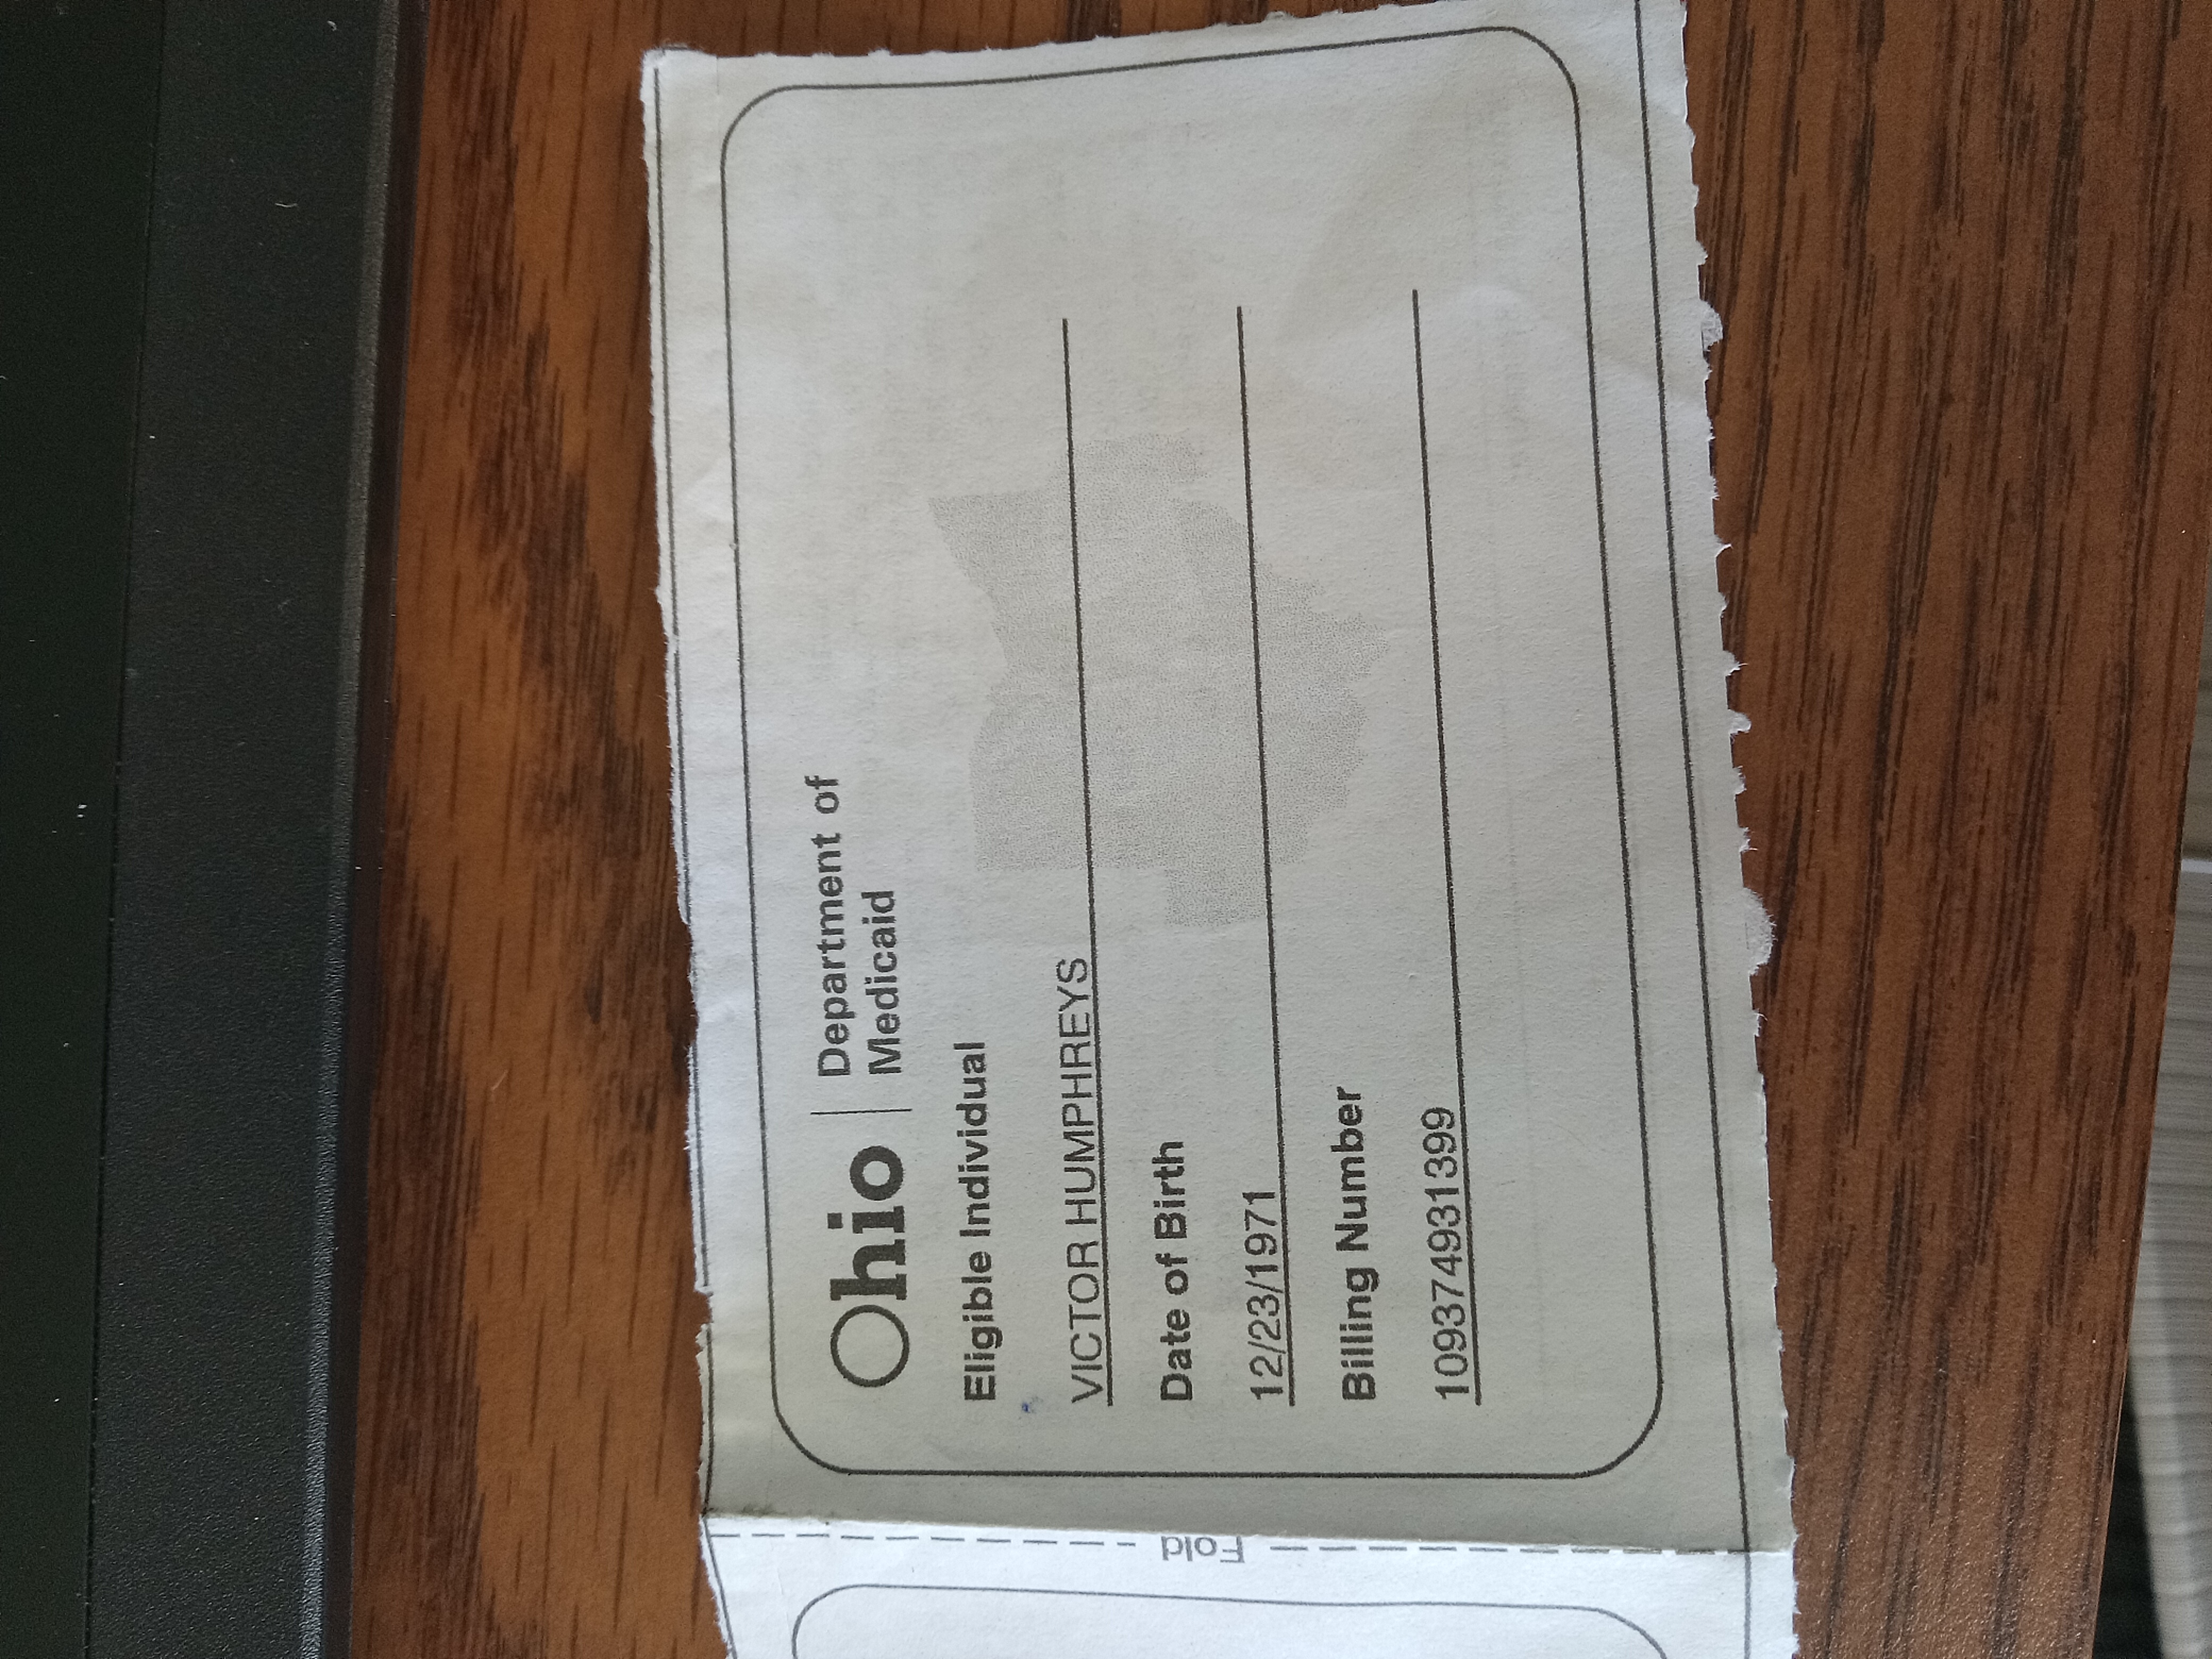 Ohio | Department of
Medicaid
Eligible Individual
VICTOR HUMPHREYS
Date of Birth
12/23/1971
Billing Number
109374931399
Fold